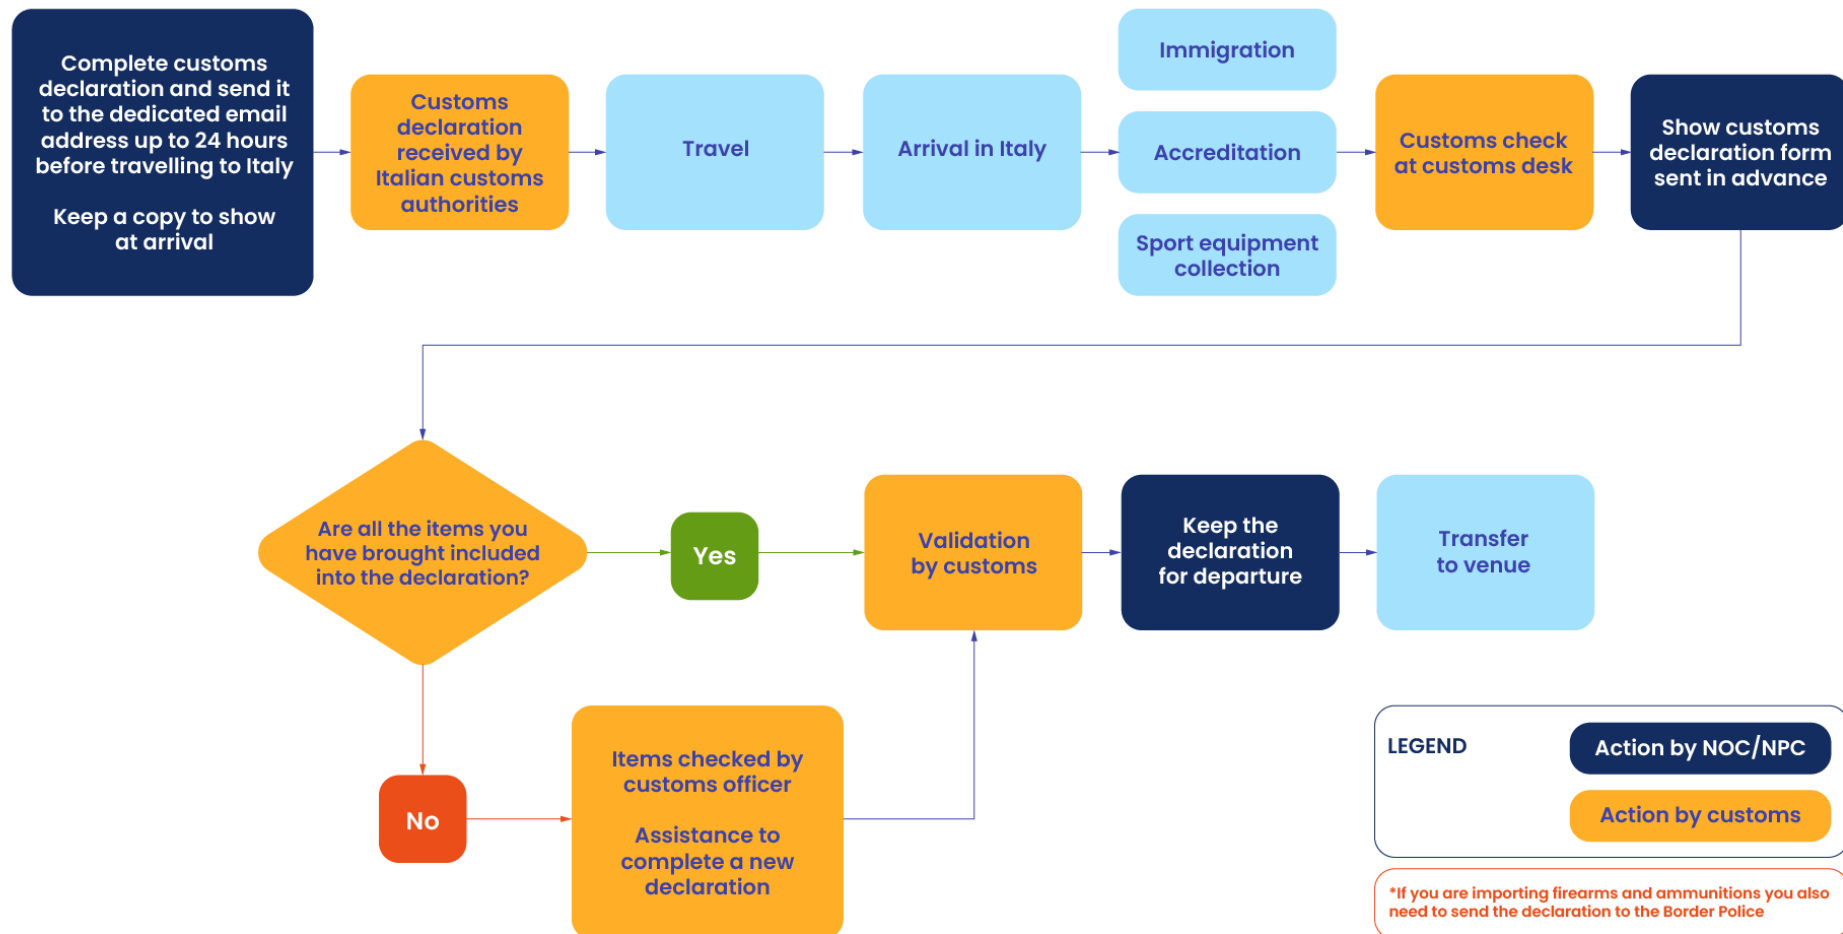 Complete customs
declaration and send it
to the dedicated email
address up to 24 hours
before travelling to Italy
Keep a copy to show
at arrival
Customs
declaration
received by
Italian customs
authorities
Travel
Arrival in Italy
Immigration
Accreditation
Sport equipment
collection
Customs check
at customs desk
Show customs
declaration form
sent in advance
Are all the items you
have brought included
into the declaration?
Yes
Validation
by customs
Keep the
declaration
for departure
Transfer
to venue
No
Items checked by
customs officer
Assistance to
complete a new
declaration
LEGEND
Action by NOC/NPC
Action by customs
*If you are importing firearms and ammunitions you also
need to send the declaration to the Border Police